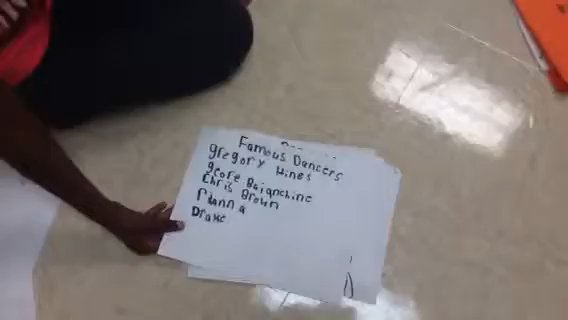 Famous Dancers
gregory Hines
geore Balanchine
Chris Brown
Drake